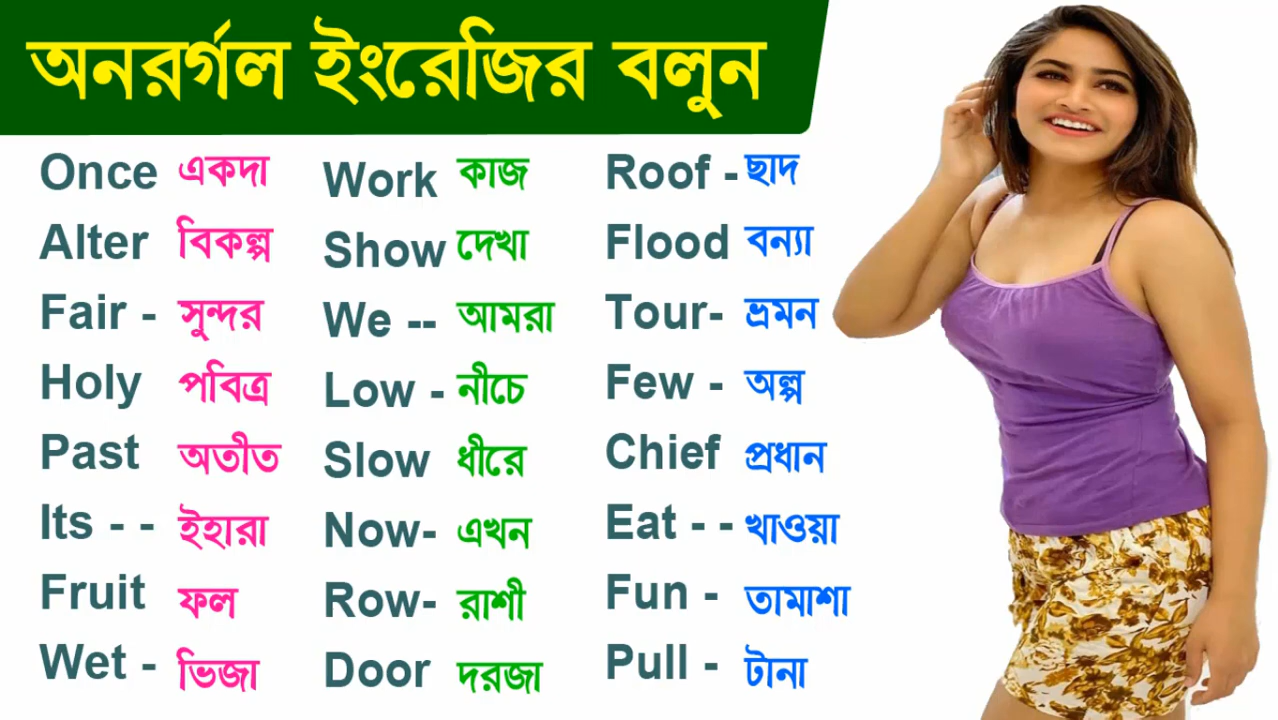 অনরর্গল ইংরেজির বলুন
Once একদা
Alter বিকল্প
Fair - সুন্দর
Holy পবিত্র
Past অতীত
Its - - ইহারা
Fruit ফল
Wet - ভিজা
Work কাজ
Show দেখা
We -- আমরা
Low - নীচে
Slow ধীরে
Now- এখন
Row- রাশী
Door দরজা
Roof - ছাদ
Flood বন্যা
Tour- ভ্রমন
Few - অল্প
Chief প্রধান
Eat - - খাওয়া
Fun - তামাশা
Pull - টানা